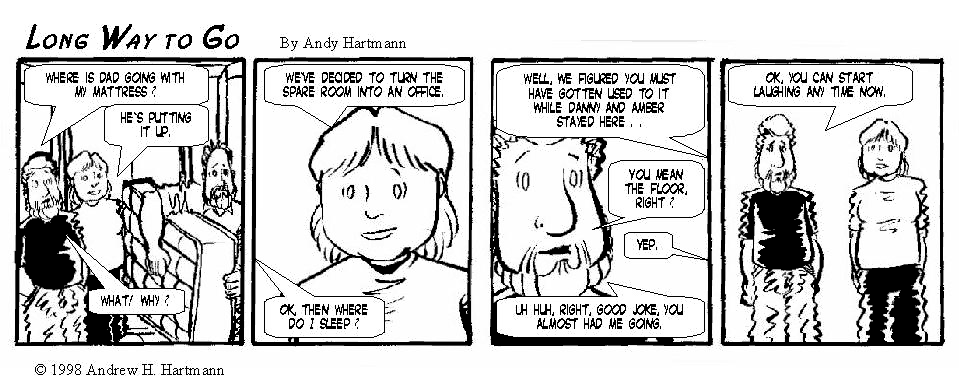 LONG WAY TO GO
By Andy Hartmann
WHERE IS DAD GOING WITH
MY MATTRESS ?
HE'S PUTTING
IT UP.
WHAT! WHY ?
WE'VE DECIDED TO TURN THE
SPARE ROOM INTO AN OFFICE.
OK, THEN WHERE
DO I SLEEP ?
WELL, WE FIGURED YOU MUST
HAVE GOTTEN USED TO IT
WHILE DANNY AND AMBER
STAYED HERE . .
YOU MEAN
THE FLOOR,
RIGHT ?
YEP.
UH HUH, RIGHT, GOOD JOKE, YOU
ALMOST HAD ME GOING.
OK, YOU CAN START
LAUGHING ANY TIME NOW.
© 1998 Andrew H. Hartmann